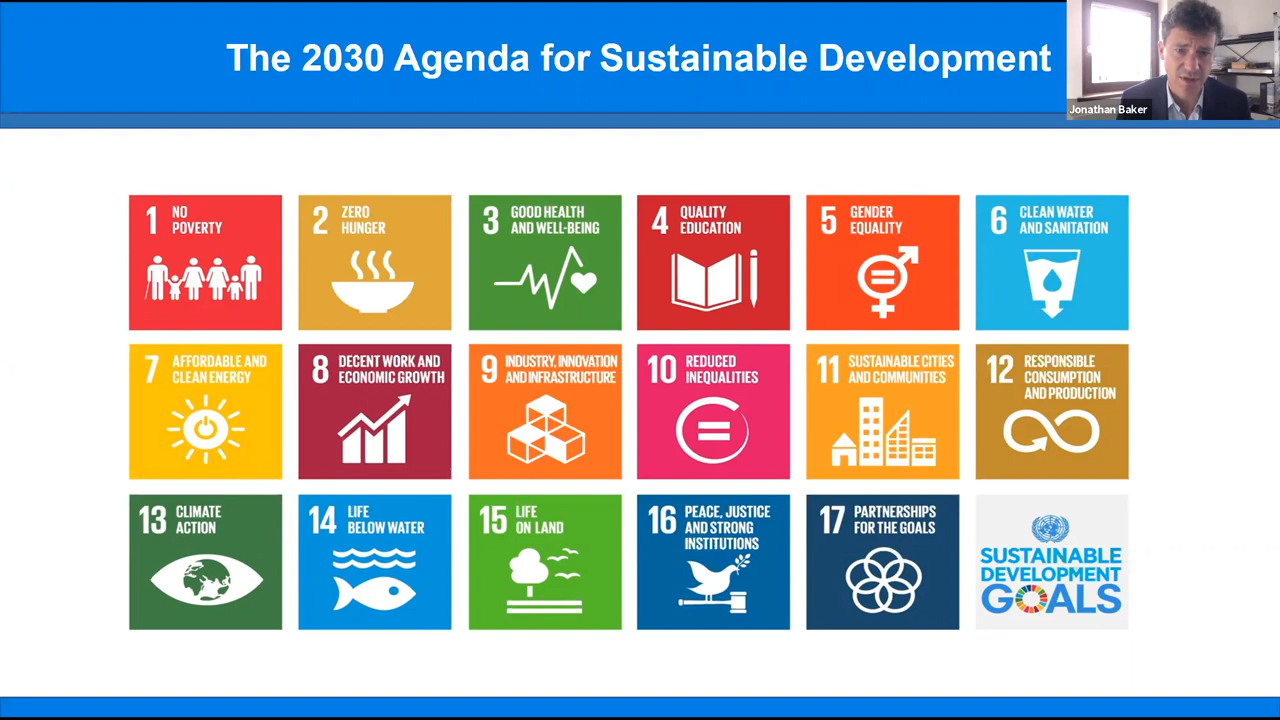 The 2030 Agenda for Sustainable Development
Jonathan Baker
1 NO
POVERTY
2 ZERO
HUNGER
3 GOOD HEALTH
AND WELL-BEING
4 QUALITY
EDUCATION
5 GENDER
EQUALITY
6 CLEAN WATER
AND SANITATION
7 AFFORDABLE AND
CLEAN ENERGY
8 DECENT WORK AND
ECONOMIC GROWTH
9 INDUSTRY, INNOVATION
AND INFRASTRUCTURE
10 REDUCED
INEQUALITIES
11 SUSTAINABLE CITIES
AND COMMUNITIES
12 RESPONSIBLE
CONSUMPTION
AND PRODUCTION
13 CLIMATE
ACTION
14 LIFE
BELOW WATER
15 LIFE
ON LAND
16 PEACE, JUSTICE
AND STRONG
INSTITUTIONS
17 PARTNERSHIPS
FOR THE GOALS
SUSTAINABLE
DEVELOPMENT
GOALS